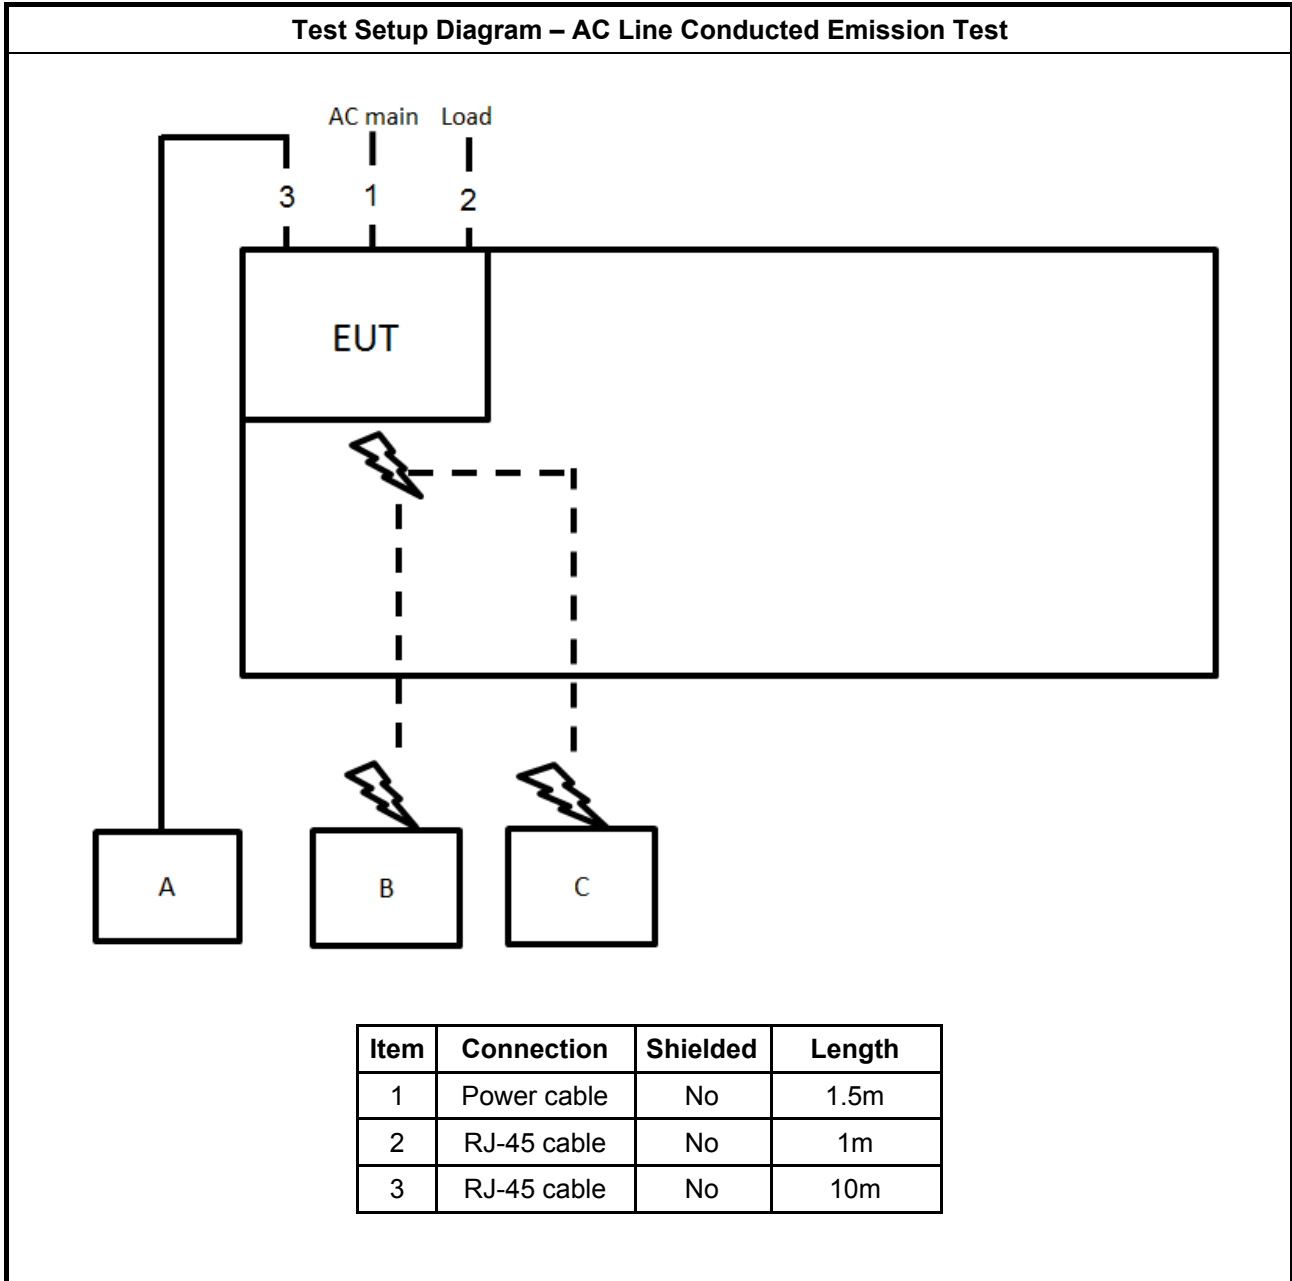 Test Setup Diagram – AC Line Conducted Emission Test
AC main Load
3 1 2
EUT
A B C
Item Connection Shielded Length
1 Power cable No 1.5m
2 RJ-45 cable No 1m
3 RJ-45 cable No 10m